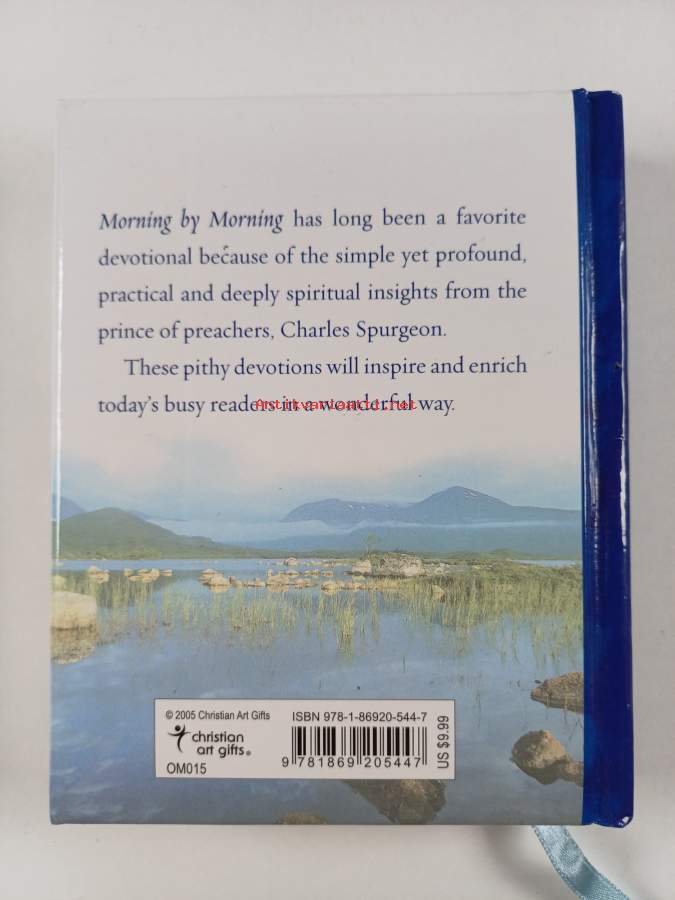 Morning by Morning has long been a favorite
devotional because of the simple yet profound,
practical and deeply spiritual insights from the
prince of preachers, Charles Spurgeon.
These pithy devotions will inspire and enrich
today's busy readers in a wonderful way.
Antikvariaatti.net
© 2005 Christian Art Gifts
christian
art gifts®
OM015
ISBN 978-1-86920-544-7
9 781869 205447
US $9.99